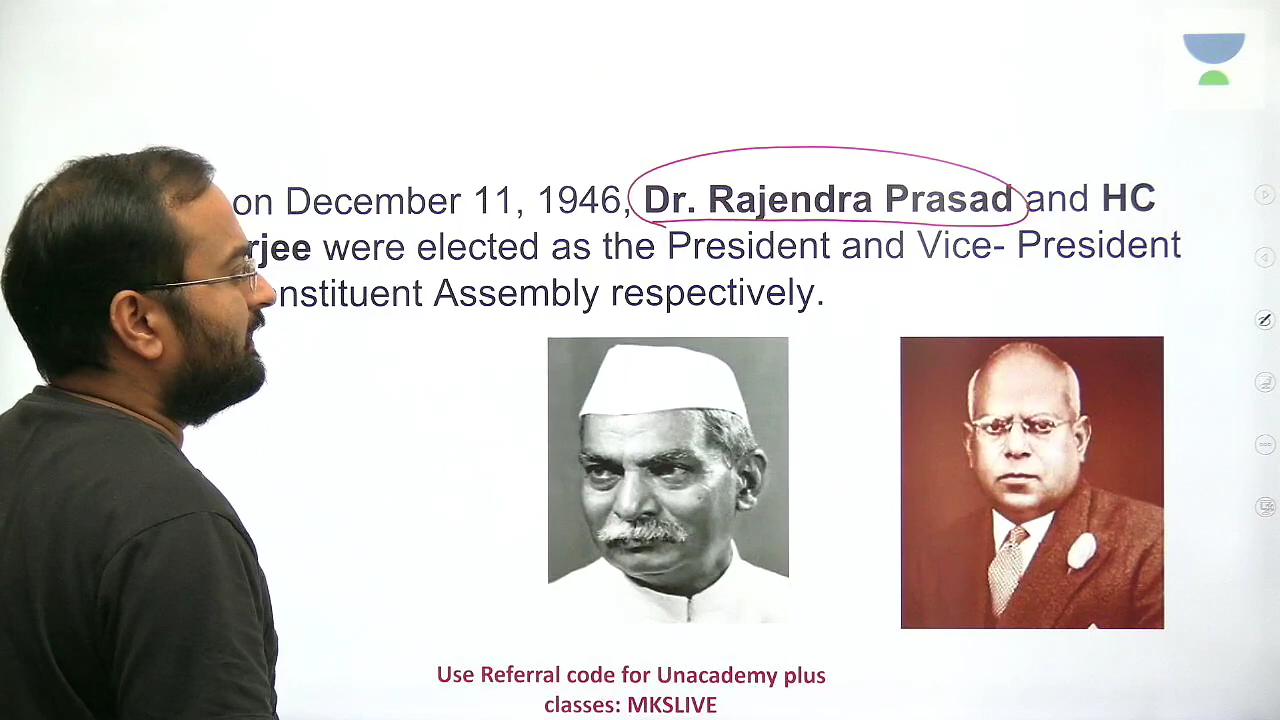 on December 11, 1946, Dr. Rajendra Prasad and HC
rjee were elected as the President and Vice- President
nstituent Assembly respectively.
Use Referral code for Unacademy plus
classes: MKSLIVE